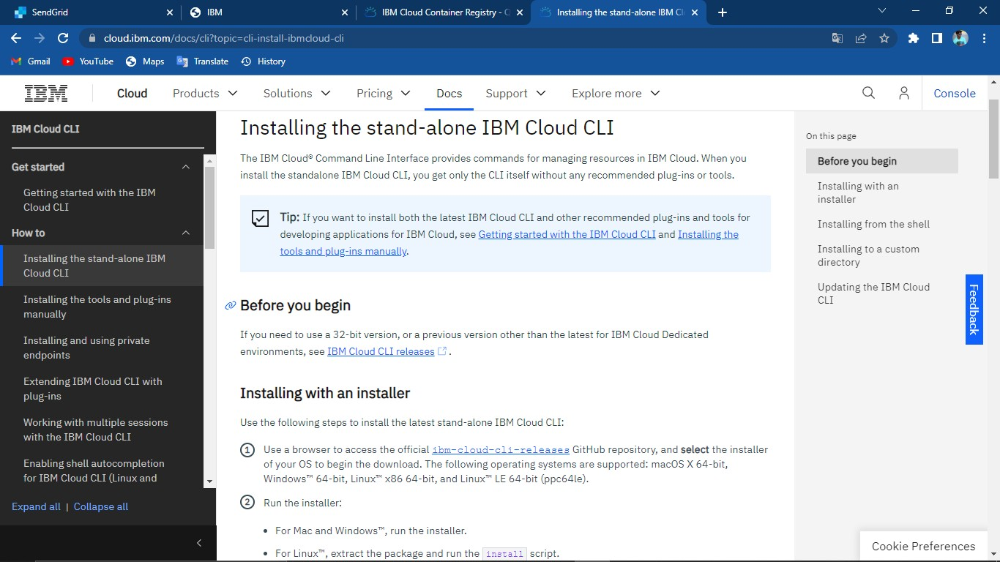 SendGrid
IBM
IBM Cloud Container Registry -
Installing the stand-alone IBM
cloud.ibm.com/docs/cli?topic=cli-install-ibmcloud-cli
Gmail
YouTube
Maps
Translate
History
IBM
Cloud
Products
Solutions
Pricing
Docs
Support
Explore more
Console
IBM Cloud CLI
Get started
Getting started with the IBM
Cloud CLI
How to
Installing the stand-alone IBM
Cloud CLI
Installing the tools and plug-ins
manually
Installing and using private
endpoints
Extending IBM Cloud CLI with
plug-ins
Working with multiple sessions
with the IBM Cloud CLI
Enabling shell autocompletion
for IBM Cloud CLI (Linux and
Expand all | Collapse all
Installing the stand-alone IBM Cloud CLI
The IBM Cloud® Command Line Interface provides commands for managing resources in IBM Cloud. When you
install the standalone IBM Cloud CLI, you get only the CLI itself without any recommended plug-ins or tools.
Tip: If you want to install both the latest IBM Cloud CLI and other recommended plug-ins and tools for
developing applications for IBM Cloud, see Getting started with the IBM Cloud CLI and Installing the
tools and plug-ins manually.
Before you begin
If you need to use a 32-bit version, or a previous version other than the latest for IBM Cloud Dedicated
environments, see IBM Cloud CLI releases .
Installing with an installer
Use the following steps to install the latest stand-alone IBM Cloud CLI:
1 Use a browser to access the official ibm-cloud-cli-releases GitHub repository, and select the installer
of your OS to begin the download. The following operating systems are supported: macOS X 64-bit,
Windows™ 64-bit, Linux™ x86 64-bit, and Linux™ LE 64-bit (ppc64le).
2 Run the installer:
• For Mac and Windows™, run the installer.
• For Linux™, extract the package and run the install script.
On this page
Before you begin
Installing with an
installer
Installing from the shell
Installing to a custom
directory
Updating the IBM Cloud
CLI
Feedback
Cookie Preferences